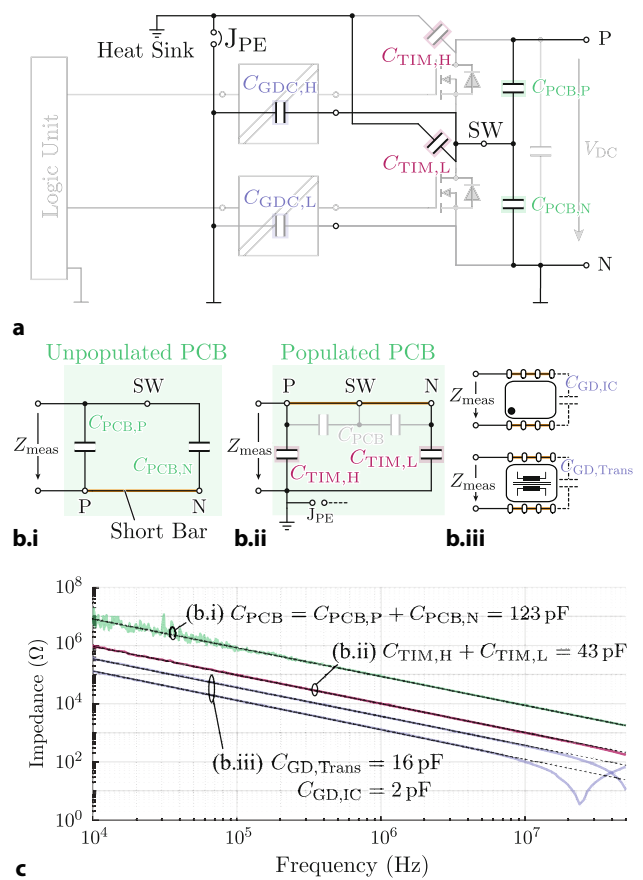 Heat Sink
J_PE
C_TIM,H
P
C_GDC,H
C_PCB,P
SW
Logic Unit
V_DC
C_TIM,L
C_GDC,L
C_PCB,N
N
a
Unpopulated PCB
SW
C_PCB,P
Z_meas
C_PCB,N
P
N
Short Bar
b.i
Populated PCB
P
SW
N
C_PCB
Z_meas
C_TIM,H
C_TIM,L
J_PE
b.ii
C_GD,IC
Z_meas
C_GD,Trans
Z_meas
b.iii
10^8
10^6
10^4
10^2
10^0
Impedance (Ω)
(b.i) C_PCB = C_PCB,P + C_PCB,N = 123 pF
(b.ii) C_TIM,H + C_TIM,L = 43 pF
(b.iii) C_GD,Trans = 16 pF
C_GD,IC = 2 pF
10^4
10^5
10^6
10^7
Frequency (Hz)
c